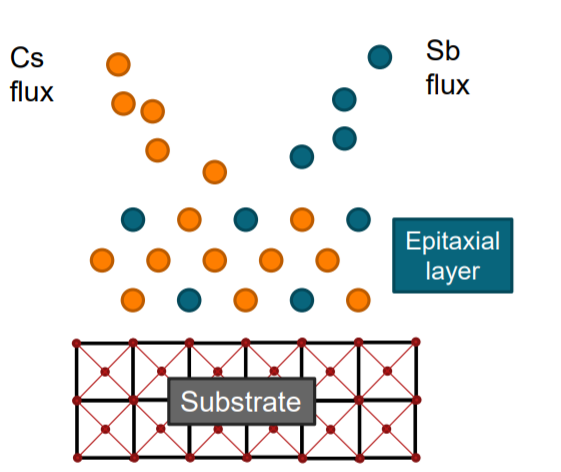 Cs
flux
Sb
flux
Epitaxial
layer
Substrate